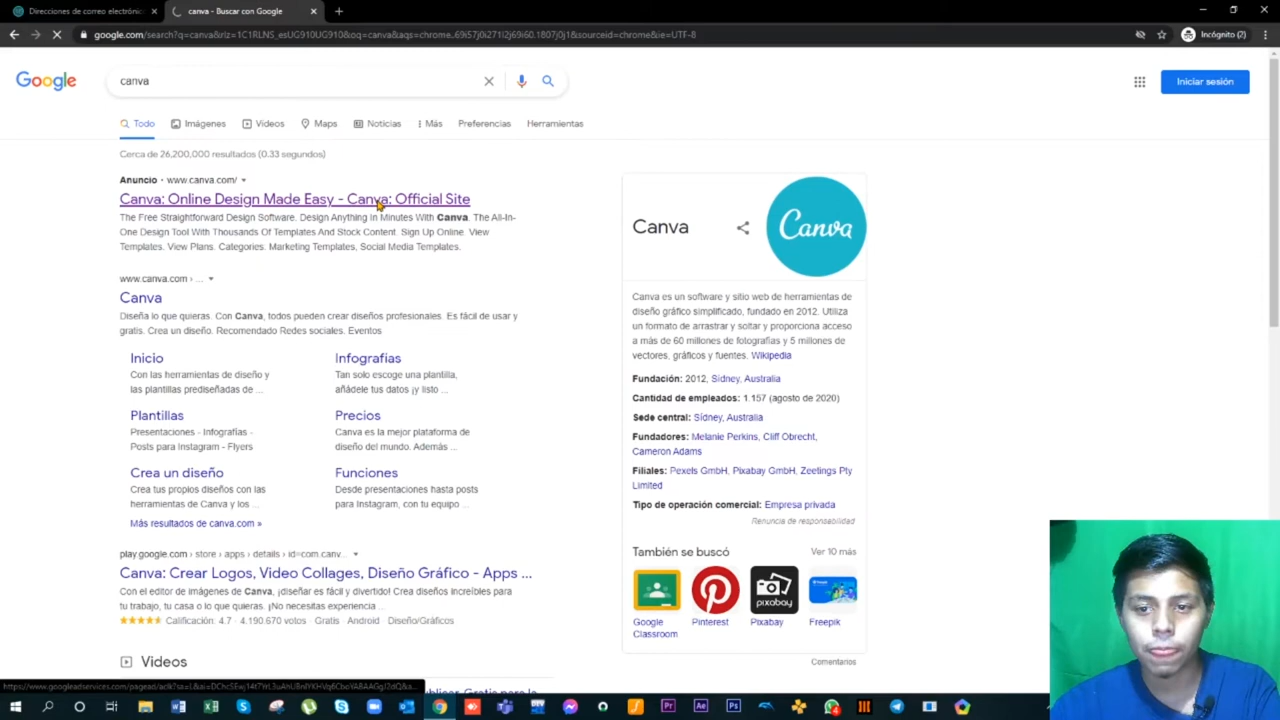 Direcciones de correo electrónic
canva - Buscar con Google
google.com/search?q=canva&rlz=1C1RLNS_esUG910UG910&oq=canva&aqs=chrome..69i57j0i271l2j69i60.1807j0j1&sourceid=chrome&ie=UTF-8
Incógnito (2)
Google
canva
Iniciar sesión
Todo
Imágenes
Videos
Maps
Noticias
Más
Preferencias
Herramientas
Cerca de 26,200,000 resultados (0.33 segundos)
Anuncio · www.canva.com/
Canva: Online Design Made Easy - Canva: Official Site
The Free Straightforward Design Software. Design Anything In Minutes With Canva. The All-In-
One Design Tool With Thousands Of Templates And Stock Content. Sign Up Online. View
Templates. View Plans. Categories. Marketing Templates, Social Media Templates.
www.canva.com › ...
Canva
Diseña lo que quieras. Con Canva, todos pueden crear diseños profesionales. Es fácil de usar y
gratis. Crea un diseño. Recomendado Redes sociales. Eventos
Inicio
Con las herramientas de diseño y
las plantillas prediseñadas de ...
Infografías
Tan solo escoge una plantilla,
añádele tus datos ¡y listo ...
Plantillas
Presentaciones - Infografías -
Posts para Instagram - Flyers
Precios
Canva es la mejor plataforma de
diseño del mundo. Además ...
Crea un diseño
Crea tus propios diseños con las
herramientas de Canva y los ...
Funciones
Desde presentaciones hasta posts
para Instagram, con tu equipo ...
Más resultados de canva.com »
play.google.com › store › apps › details › id=com.canv...
Canva: Crear Logos, Video Collages, Diseño Gráfico - Apps ...
Con el editor de imágenes de Canva, ¡diseñar es fácil y divertido! Crea diseños increíbles para
tu trabajo, tu casa o lo que quieras. ¡No necesitas experiencia ...
Calificación: 4.7 · 4.190.670 votos · Gratis · Android · Diseño/Gráficos
Videos
Canva
Canva
Canva es un software y sitio web de herramientas de
diseño gráfico simplificado, fundado en 2012. Utiliza
un formato de arrastrar y soltar y proporciona acceso
a más de 60 millones de fotografías y 5 millones de
vectores, gráficos y fuentes. Wikipedia
Fundación: 2012, Sídney, Australia
Cantidad de empleados: 1.157 (agosto de 2020)
Sede central: Sídney, Australia
Fundadores: Melanie Perkins, Cliff Obrecht,
Cameron Adams
Filiales: Pexels GmbH, Pixabay GmbH, Zeetings Pty
Limited
Tipo de operación comercial: Empresa privada
Renuncia de responsabilidad
También se buscó
Ver 10 más
pixabay
Google
Classroom
Pinterest
Pixabay
Freepik
Comentarios